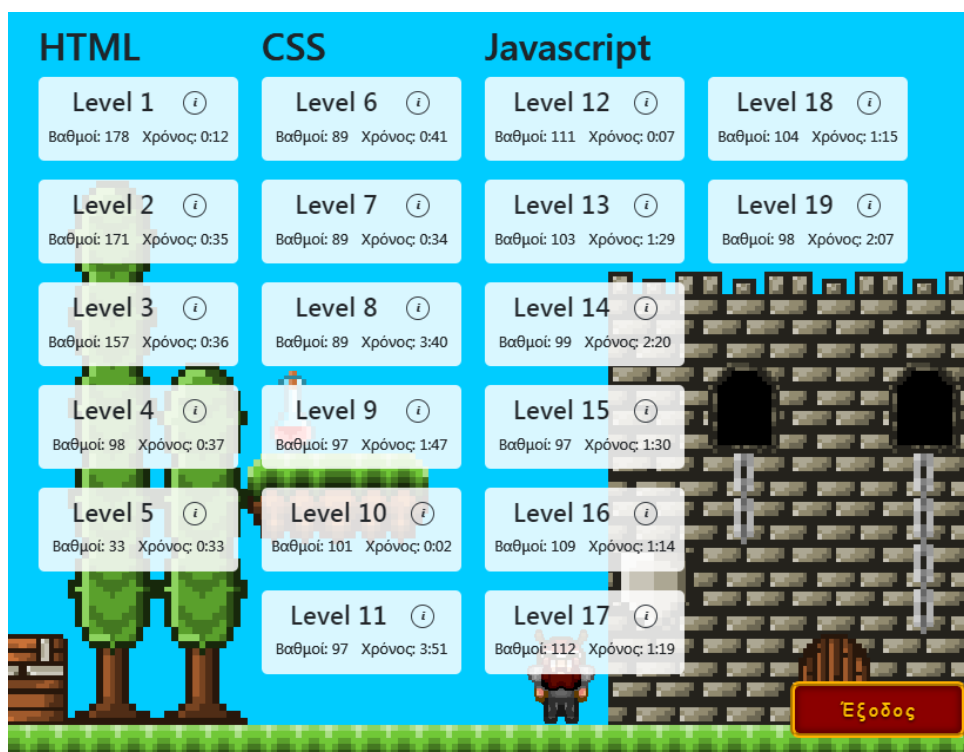 HTML
Level 1 i
Βαθμοί: 178 Χρόνος: 0:12
Level 2 i
Βαθμοί: 171 Χρόνος: 0:35
Level 3 i
Βαθμοί: 157 Χρόνος: 0:36
Level 4 i
Βαθμοί: 98 Χρόνος: 0:37
Level 5 i
Βαθμοί: 33 Χρόνος: 0:33
CSS
Level 6 i
Βαθμοί: 89 Χρόνος: 0:41
Level 7 i
Βαθμοί: 89 Χρόνος: 0:34
Level 8 i
Βαθμοί: 89 Χρόνος: 3:40
Level 9 i
Βαθμοί: 97 Χρόνος: 1:47
Level 10 i
Βαθμοί: 101 Χρόνος: 0:02
Level 11 i
Βαθμοί: 97 Χρόνος: 3:51
Javascript
Level 12 i
Βαθμοί: 111 Χρόνος: 0:07
Level 13 i
Βαθμοί: 103 Χρόνος: 1:29
Level 14 i
Βαθμοί: 99 Χρόνος: 2:20
Level 15 i
Βαθμοί: 97 Χρόνος: 1:30
Level 16 i
Βαθμοί: 109 Χρόνος: 1:14
Level 17 i
Βαθμοί: 112 Χρόνος: 1:19
Level 18 i
Βαθμοί: 104 Χρόνος: 1:15
Level 19 i
Βαθμοί: 98 Χρόνος: 2:07
Έξοδος